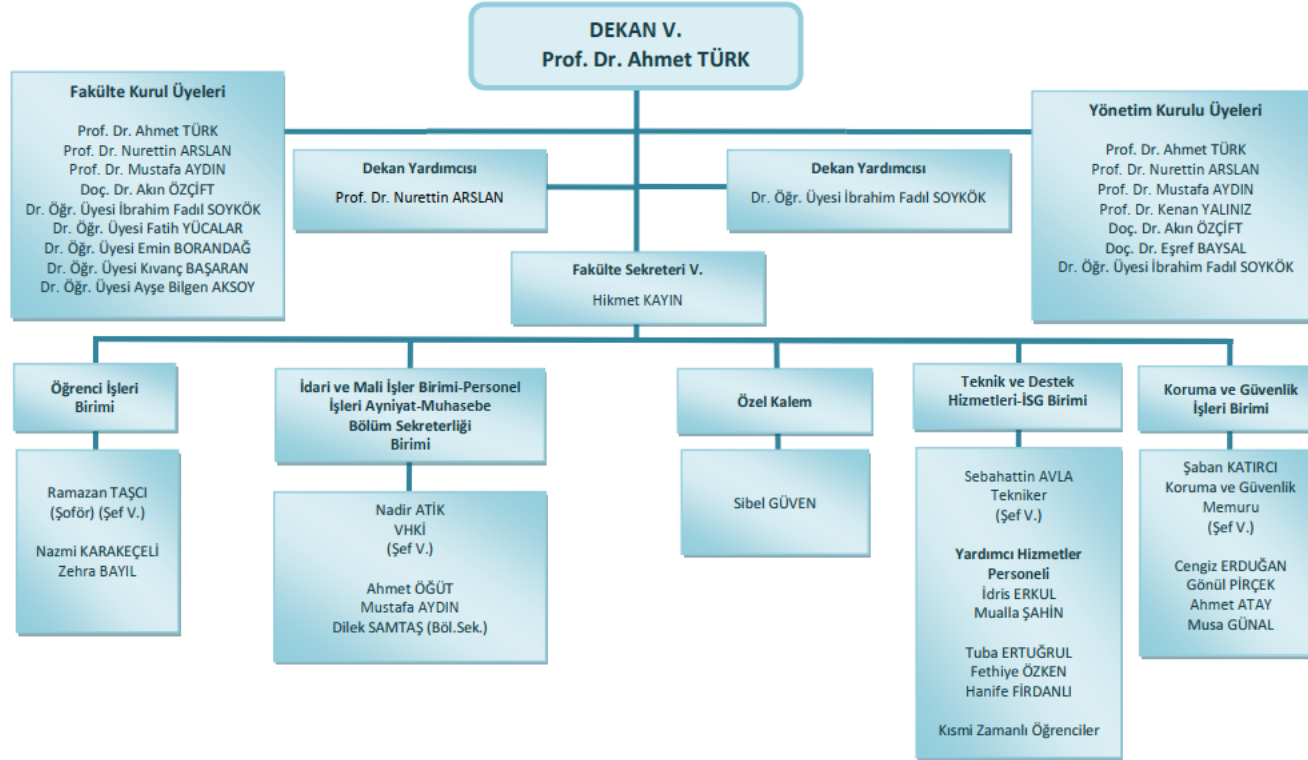 DEKAN V.
Prof. Dr. Ahmet TÜRK
Fakülte Kurul Üyeleri
Prof. Dr. Ahmet TÜRK
Prof. Dr. Nurettin ARSLAN
Prof. Dr. Mustafa AYDIN
Doç. Dr. Akın ÖZÇİFT
Dr. Öğr. Üyesi İbrahim Fadıl SOYKÖK
Dr. Öğr. Üyesi Fatih YÜCALAR
Dr. Öğr. Üyesi Emin BORANDAĞ
Dr. Öğr. Üyesi Kıvanç BAŞARAN
Dr. Öğr. Üyesi Ayşe Bilgen AKSOY
Dekan Yardımcısı
Prof. Dr. Nurettin ARSLAN
Dekan Yardımcısı
Dr. Öğr. Üyesi İbrahim Fadıl SOYKÖK
Yönetim Kurulu Üyeleri
Prof. Dr. Ahmet TÜRK
Prof. Dr. Nurettin ARSLAN
Prof. Dr. Mustafa AYDIN
Prof. Dr. Kenan YALINIZ
Doç. Dr. Akın ÖZÇİFT
Doç. Dr. Eşref BAYSAL
Dr. Öğr. Üyesi İbrahim Fadıl SOYKÖK
Fakülte Sekreteri V.
Hikmet KAYIN
Öğrenci İşleri
Birimi
Ramazan TAŞCI
(Şoför) (Şef V.)
Nazmi KARAKEÇELİ
Zehra BAYIL
İdari ve Mali İşler Birimi-Personel
İşleri Ayniyat-Muhasebe
Bölüm Sekreterliği
Birimi
Nadir ATİK
VHKİ
(Şef V.)
Ahmet ÖĞÜT
Mustafa AYDIN
Dilek SAMTAŞ (Böl.Sek.)
Özel Kalem
Sibel GÜVEN
Teknik ve Destek
Hizmetleri-İSG Birimi
Sebahattin AVLA
Tekniker
(Şef V.)
Yardımcı Hizmetler
Personeli
İdris ERKUL
Mualla ŞAHİN
Tuba ERTUĞRUL
Fethiye ÖZKEN
Hanife FİRDANLI
Kısmi Zamanlı Öğrenciler
Koruma ve Güvenlik
İşleri Birimi
Şaban KATIRCI
Koruma ve Güvenlik
Memuru
(Şef V.)
Cengiz ERDUĞAN
Gönül PİRÇEK
Ahmet ATAY
Musa GÜNAL